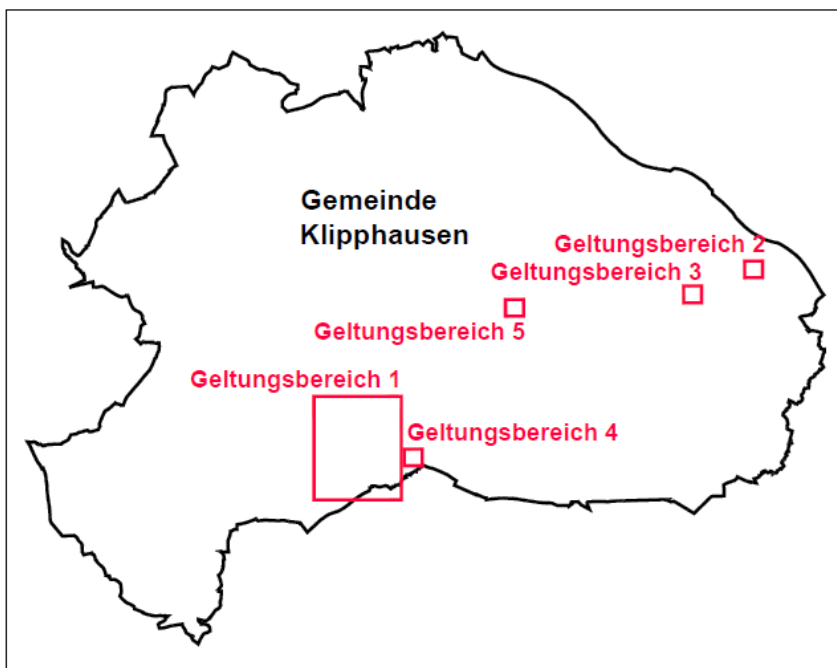 Gemeinde
Klipphausen
Geltungsbereich 2
Geltungsbereich 3
Geltungsbereich 5
Geltungsbereich 1
Geltungsbereich 4